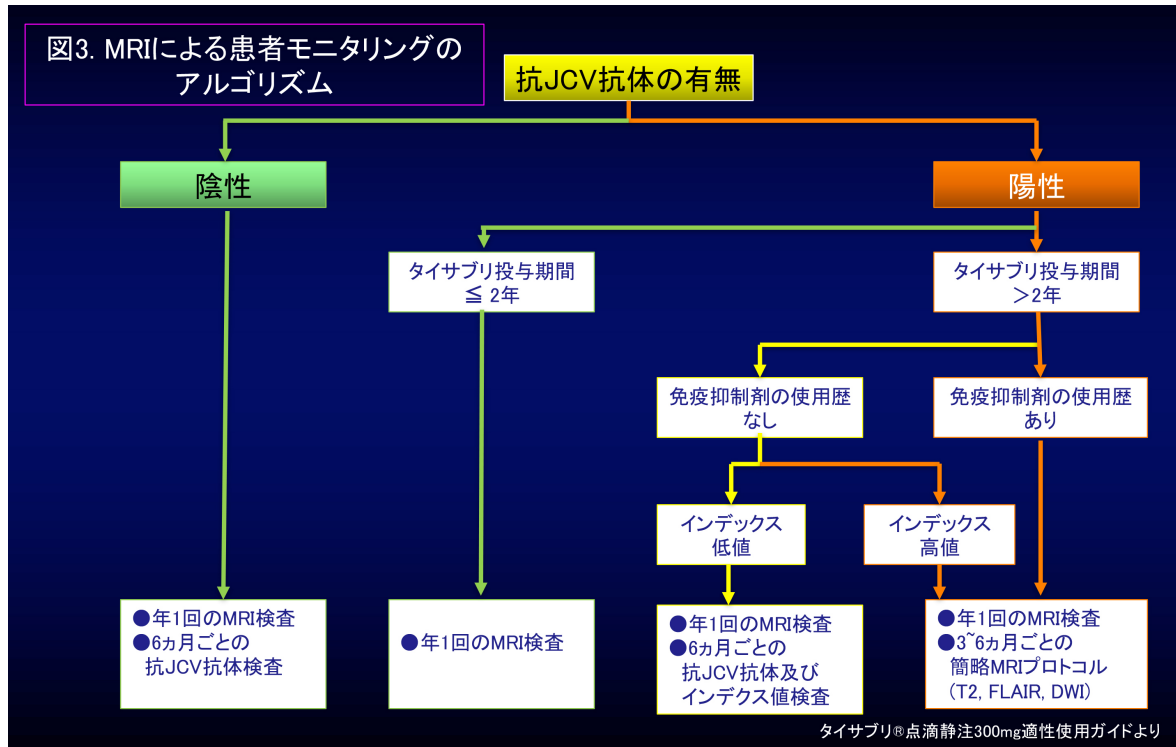 図3. MRIによる患者モニタリングの
アルゴリズム
抗JCV抗体の有無
陰性
陽性
タイサブリ投与期間
≦ 2年
タイサブリ投与期間
＞2年
免疫抑制剤の使用歴
なし
免疫抑制剤の使用歴
あり
インデックス
低値
インデックス
高値
●年1回のMRI検査
●6ヵ月ごとの
抗JCV抗体検査
●年1回のMRI検査
●年1回のMRI検査
●6ヵ月ごとの
抗JCV抗体及び
インデクス値検査
●年1回のMRI検査
●3~6ヵ月ごとの
簡略MRIプロトコル
(T2, FLAIR, DWI)
タイサブリ®点滴静注300mg適性使用ガイドより